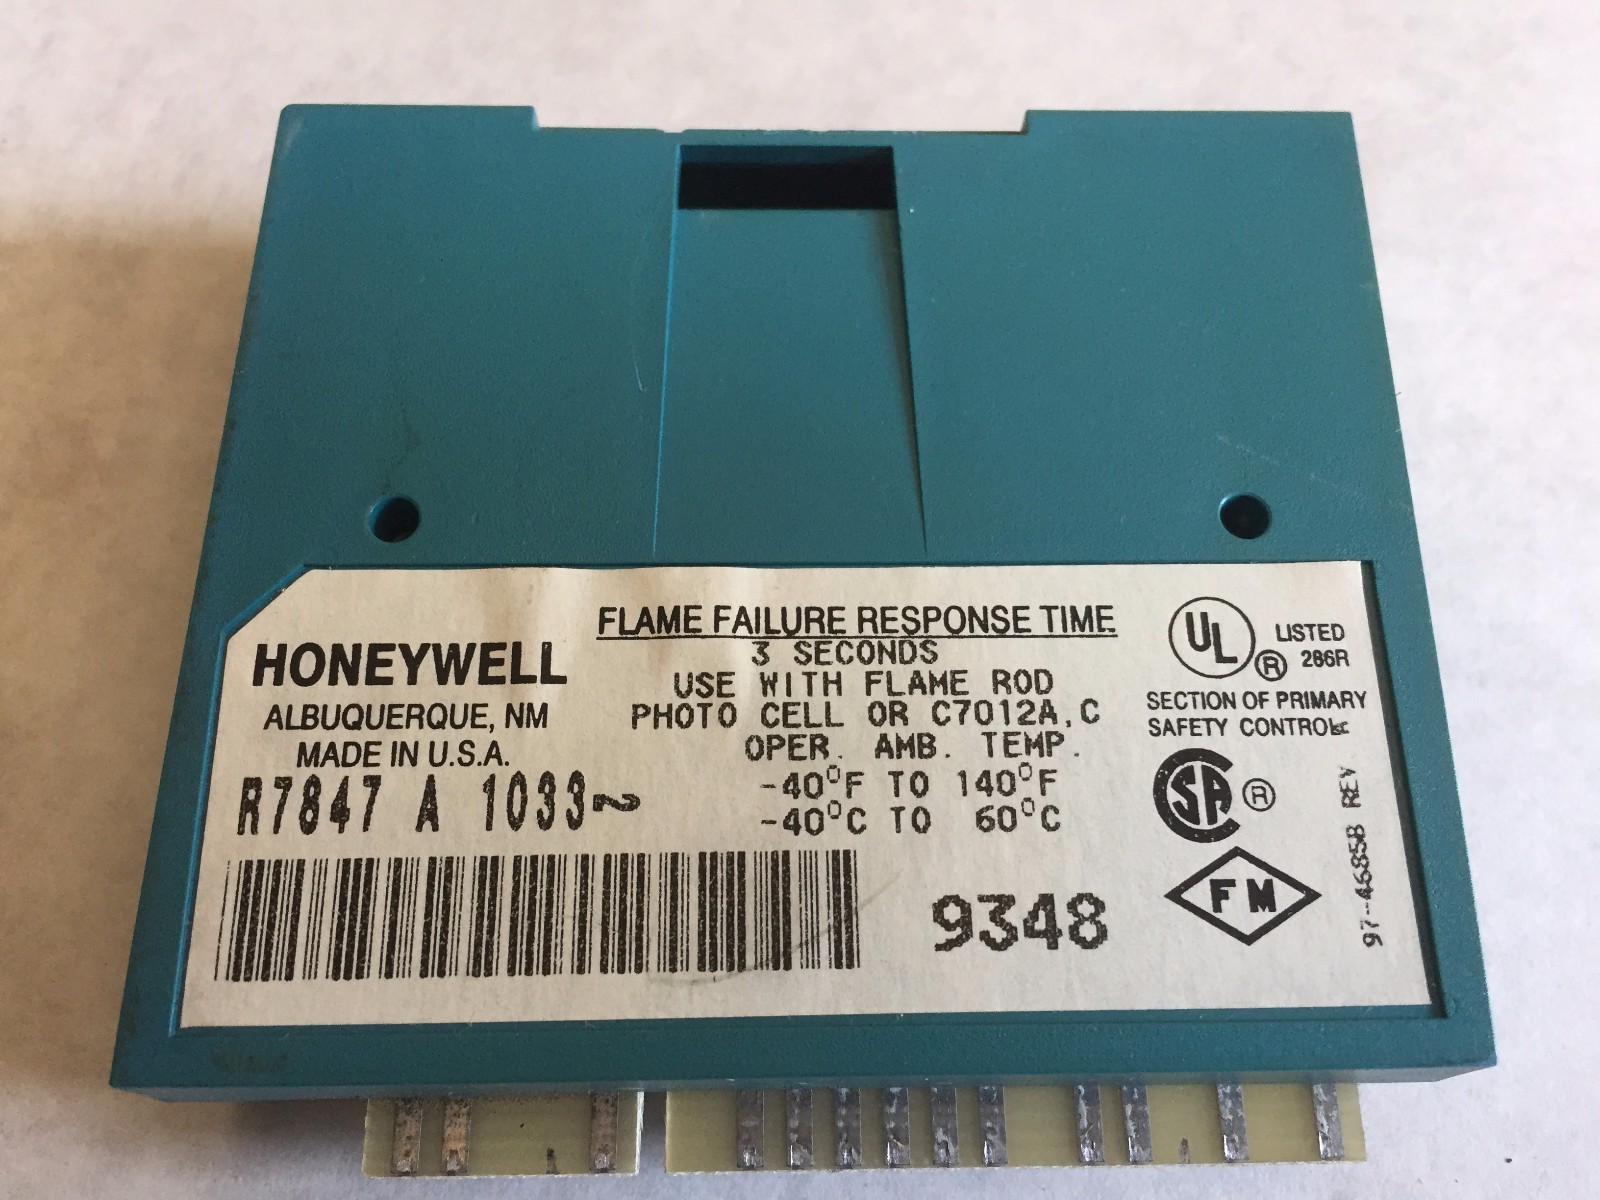 HONEYWELL
ALBUQUERQUE, NM
MADE IN U.S.A.
R7847 A 1033~
FLAME FAILURE RESPONSE TIME
3 SECONDS
USE WITH FLAME ROD
PHOTO CELL OR C7012A,C
OPER. AMB. TEMP.
-40°F TO 140°F
-40°C TO 60°C
9348
UL ® LISTED
286R
SECTION OF PRIMARY
SAFETY CONTROL
SA ®
FM
97-4685B REV